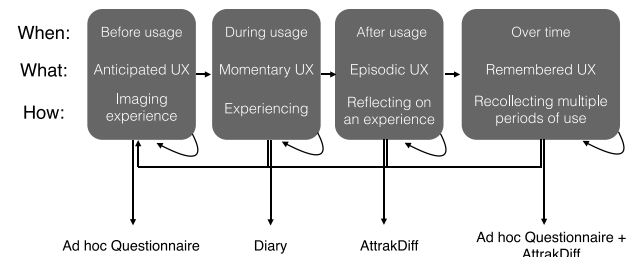 When: Before usage During usage After usage Over time
What: Anticipated UX Momentary UX Episodic UX Remembered UX
How: Imaging experience Experiencing Reflecting on an experience Recollecting multiple periods of use
Ad hoc Questionnaire Diary AttrakDiff Ad hoc Questionnaire +
AttrakDiff